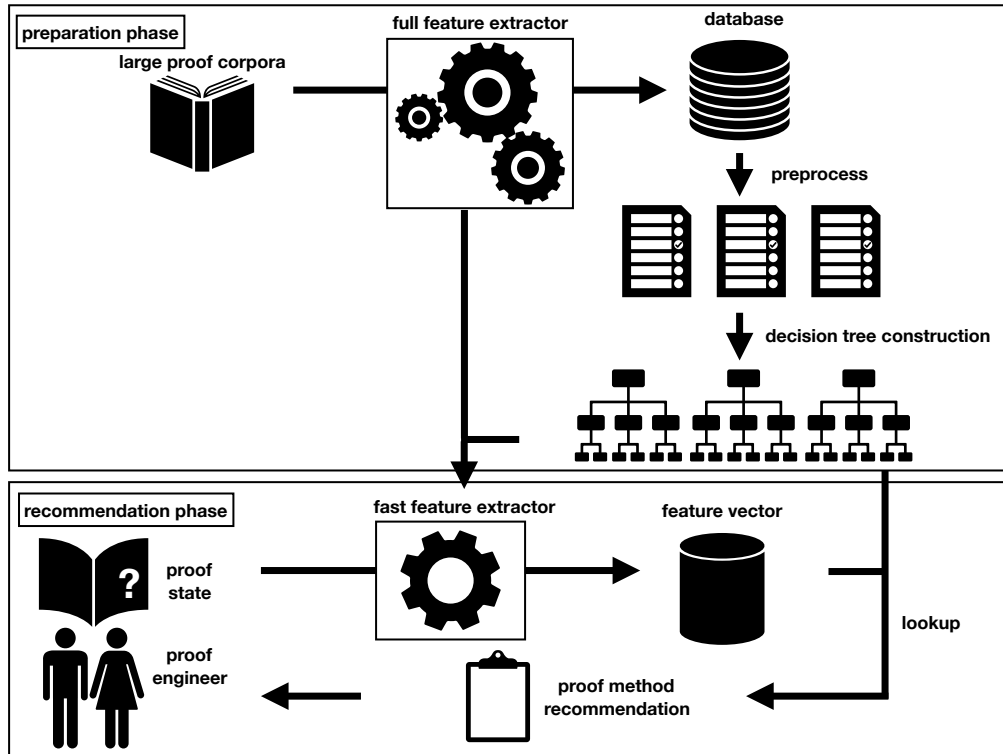 preparation phase
full feature extractor
database
large proof corpora
preprocess
decision tree construction
recommendation phase
fast feature extractor
feature vector
?
proof
state
lookup
proof
engineer
proof method
recommendation